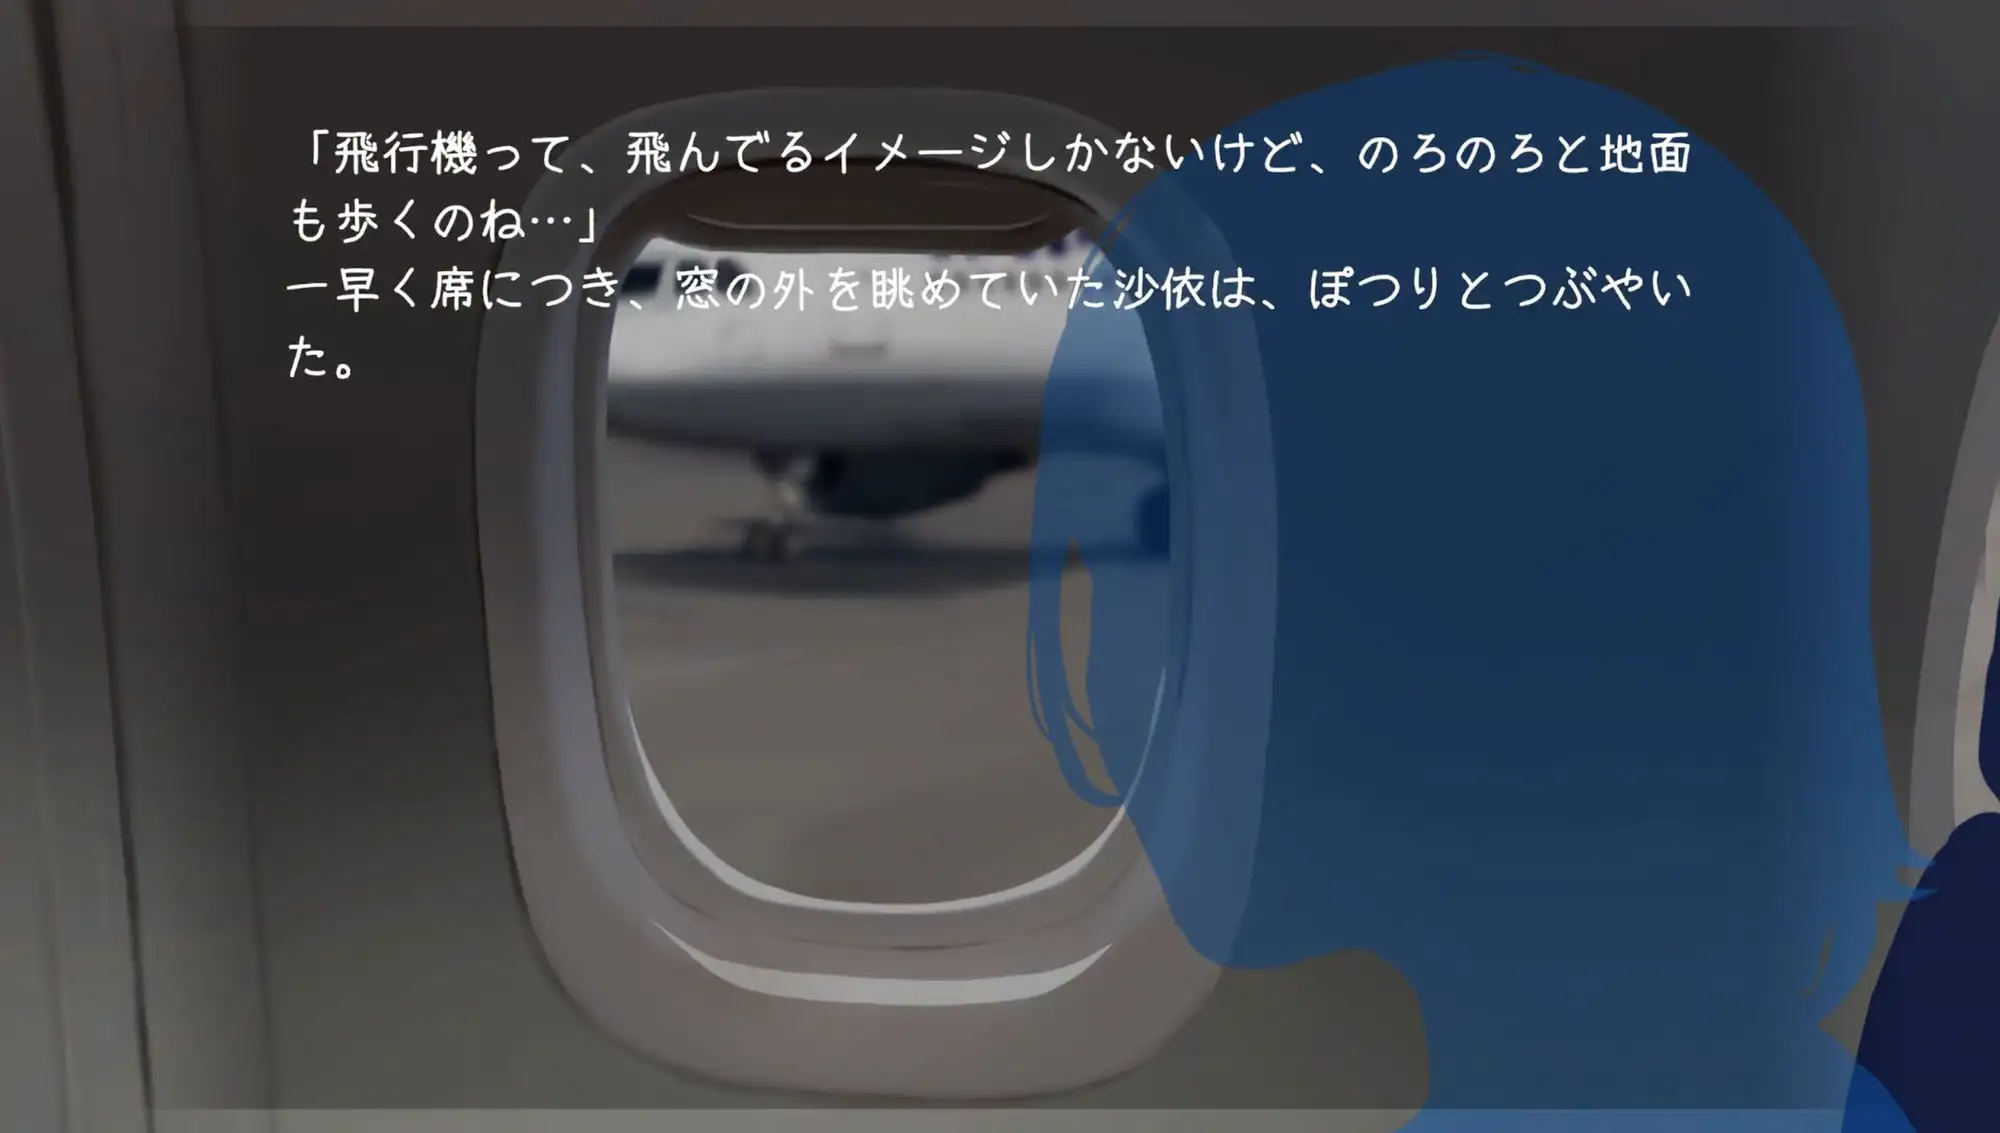 「飛行機って、飛んでるイメージしかないけど、のろのろと地面
も歩くのね…」
一早く席につき、窓の外を眺めていた沙依は、ぽつりとつぶやい
た。